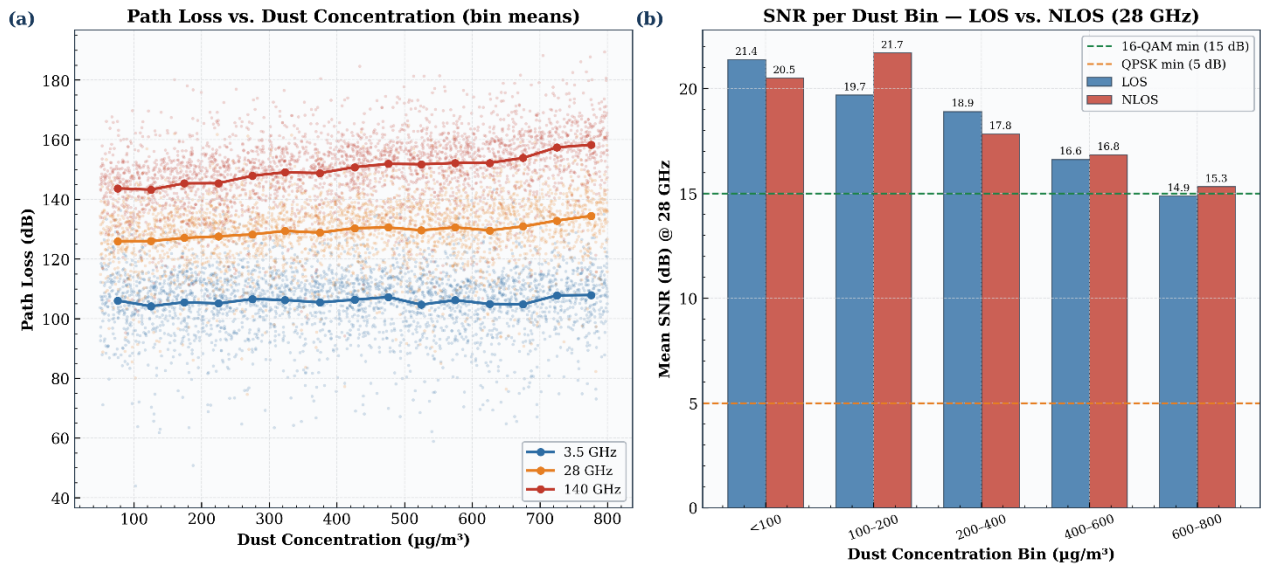 (a)
Path Loss vs. Dust Concentration (bin means)
Path Loss (dB)
180
160
140
120
100
80
60
40
100 200 300 400 500 600 700 800
Dust Concentration (µg/m³)
3.5 GHz
28 GHz
140 GHz
(b)
SNR per Dust Bin — LOS vs. NLOS (28 GHz)
Mean SNR (dB) @ 28 GHz
20
15
10
5
0
21.4 20.5 19.7 21.7 18.9 17.8 16.6 16.8 14.9 15.3
16-QAM min (15 dB)
QPSK min (5 dB)
LOS
NLOS
<100 100–200 200–400 400–600 600–800
Dust Concentration Bin (µg/m³)